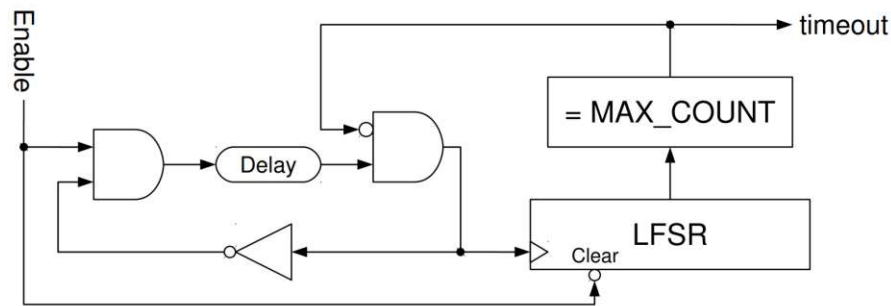 Enable
timeout
= MAX_COUNT
Delay
LFSR
Clear